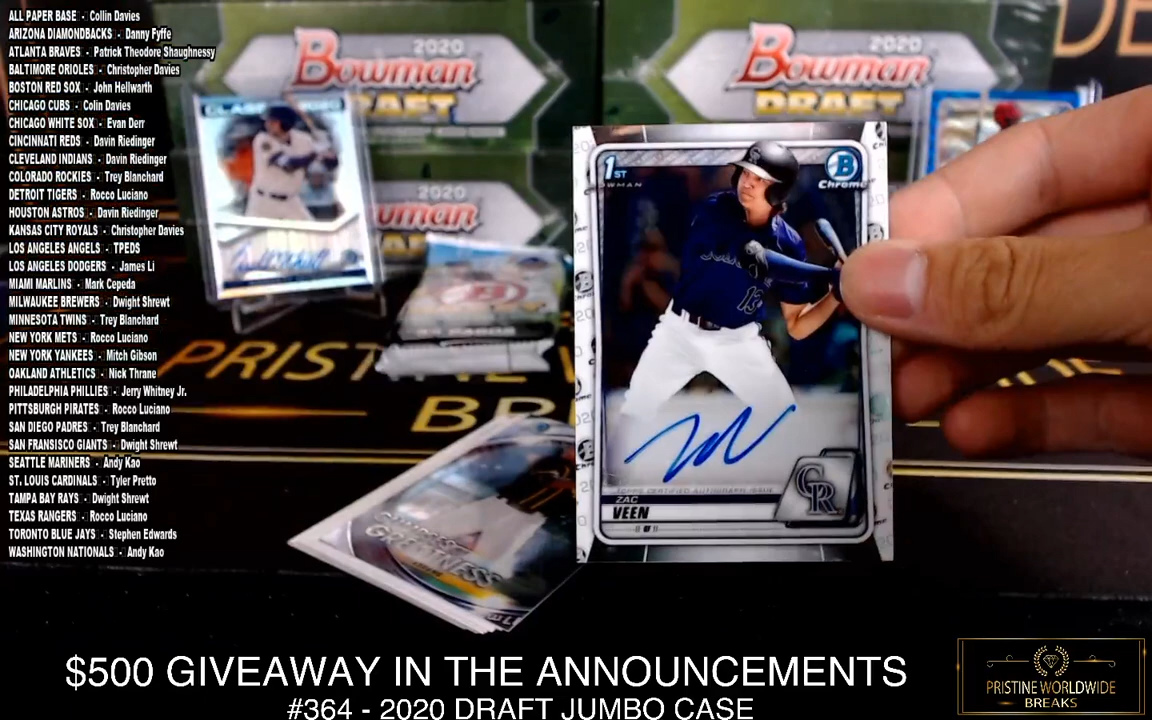 ALL PAPER BASE - Collin Davies
ARIZONA DIAMONDBACKS - Danny Fyffe
ATLANTA BRAVES - Patrick Theodore Shaughnessy
BALTIMORE ORIOLES - Christopher Davies
BOSTON RED SOX - John Hellwarth
CHICAGO CUBS - Colin Davies
CHICAGO WHITE SOX - Evan Derr
CINCINNATI REDS - Davin Riedinger
CLEVELAND INDIANS - Davin Riedinger
COLORADO ROCKIES - Trey Blanchard
DETROIT TIGERS - Rocco Luciano
HOUSTON ASTROS - Davin Riedinger
KANSAS CITY ROYALS - Christopher Davies
LOS ANGELES ANGELS - TPEDS
LOS ANGELES DODGERS - James Li
MIAMI MARLINS - Mark Cepeda
MILWAUKEE BREWERS - Dwight Shrewt
MINNESOTA TWINS - Trey Blanchard
NEW YORK METS - Rocco Luciano
NEW YORK YANKEES - Mitch Gibson
OAKLAND ATHLETICS - Nick Thrane
PHILADELPHIA PHILLIES - Jerry Whitney Jr.
PITTSBURGH PIRATES - Rocco Luciano
SAN DIEGO PADRES - Trey Blanchard
SAN FRANSISCO GIANTS - Dwight Shrewt
SEATTLE MARINERS - Andy Kao
ST. LOUIS CARDINALS - Tyler Pretto
TAMPA BAY RAYS - Dwight Shrewt
TEXAS RANGERS - Rocco Luciano
TORONTO BLUE JAYS - Stephen Edwards
WASHINGTON NATIONALS - Andy Kao
2020
Bowman
DRAFT
2020
Bowman
DRAFT
2020
1ST
BOWMAN
B
Chrome
13
TOPPS CERTIFIED AUTOGRAPH ISSUE
ZAC
VEEN
CR
GREATNESS
$500 GIVEAWAY IN THE ANNOUNCEMENTS
#364 - 2020 DRAFT JUMBO CASE
PRISTINE WORLDWIDE
BREAKS